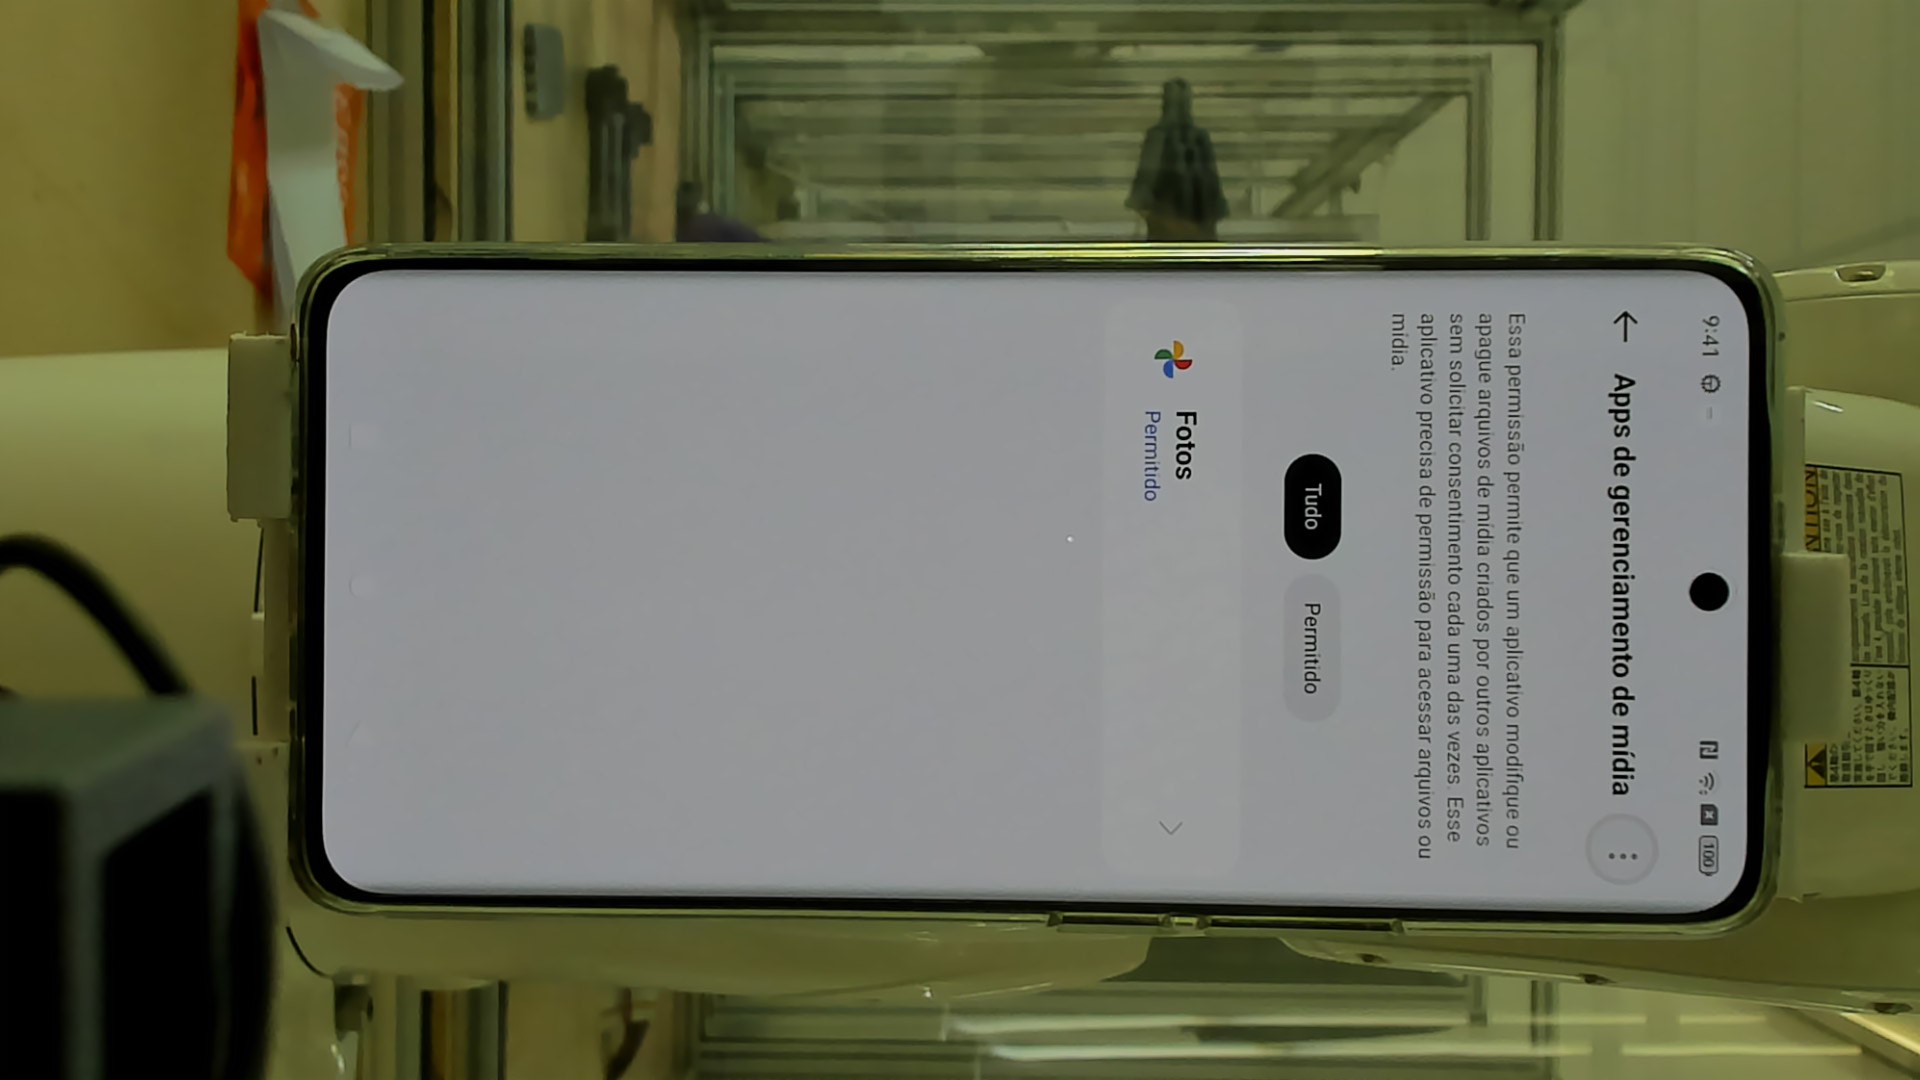 9:41
100
Apps de gerenciamento de mídia
Essa permissão permite que um aplicativo modifique ou
apague arquivos de mídia criados por outros aplicativos
sem solicitar consentimento cada uma das vezes. Esse
aplicativo precisa de permissão para acessar arquivos ou
mídia.
Tudo
Permitido
Fotos
Permitido